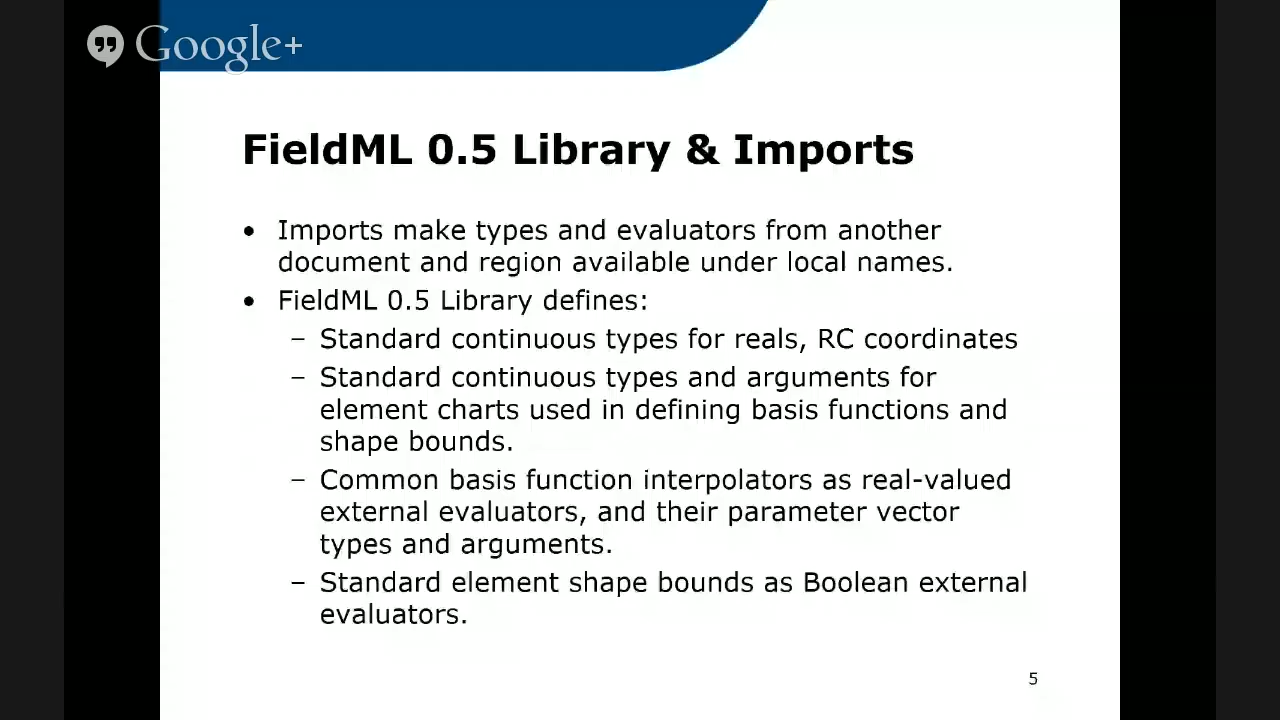 Google+
FieldML 0.5 Library & Imports
• Imports make types and evaluators from another
document and region available under local names.
• FieldML 0.5 Library defines:
– Standard continuous types for reals, RC coordinates
– Standard continuous types and arguments for
element charts used in defining basis functions and
shape bounds.
– Common basis function interpolators as real-valued
external evaluators, and their parameter vector
types and arguments.
– Standard element shape bounds as Boolean external
evaluators.
5